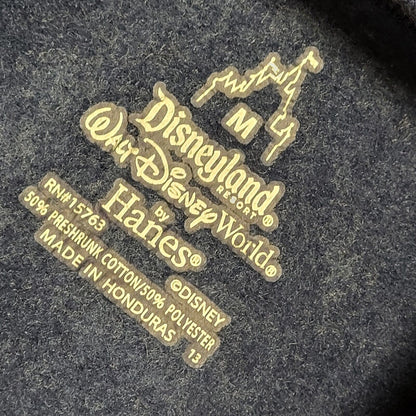 M
Disneyland®
RESORT
Walt Disney World®
by
Hanes®
RN#15763 ©DISNEY
50% PRESHRUNK COTTON/50% POLYESTER
MADE IN HONDURAS 13